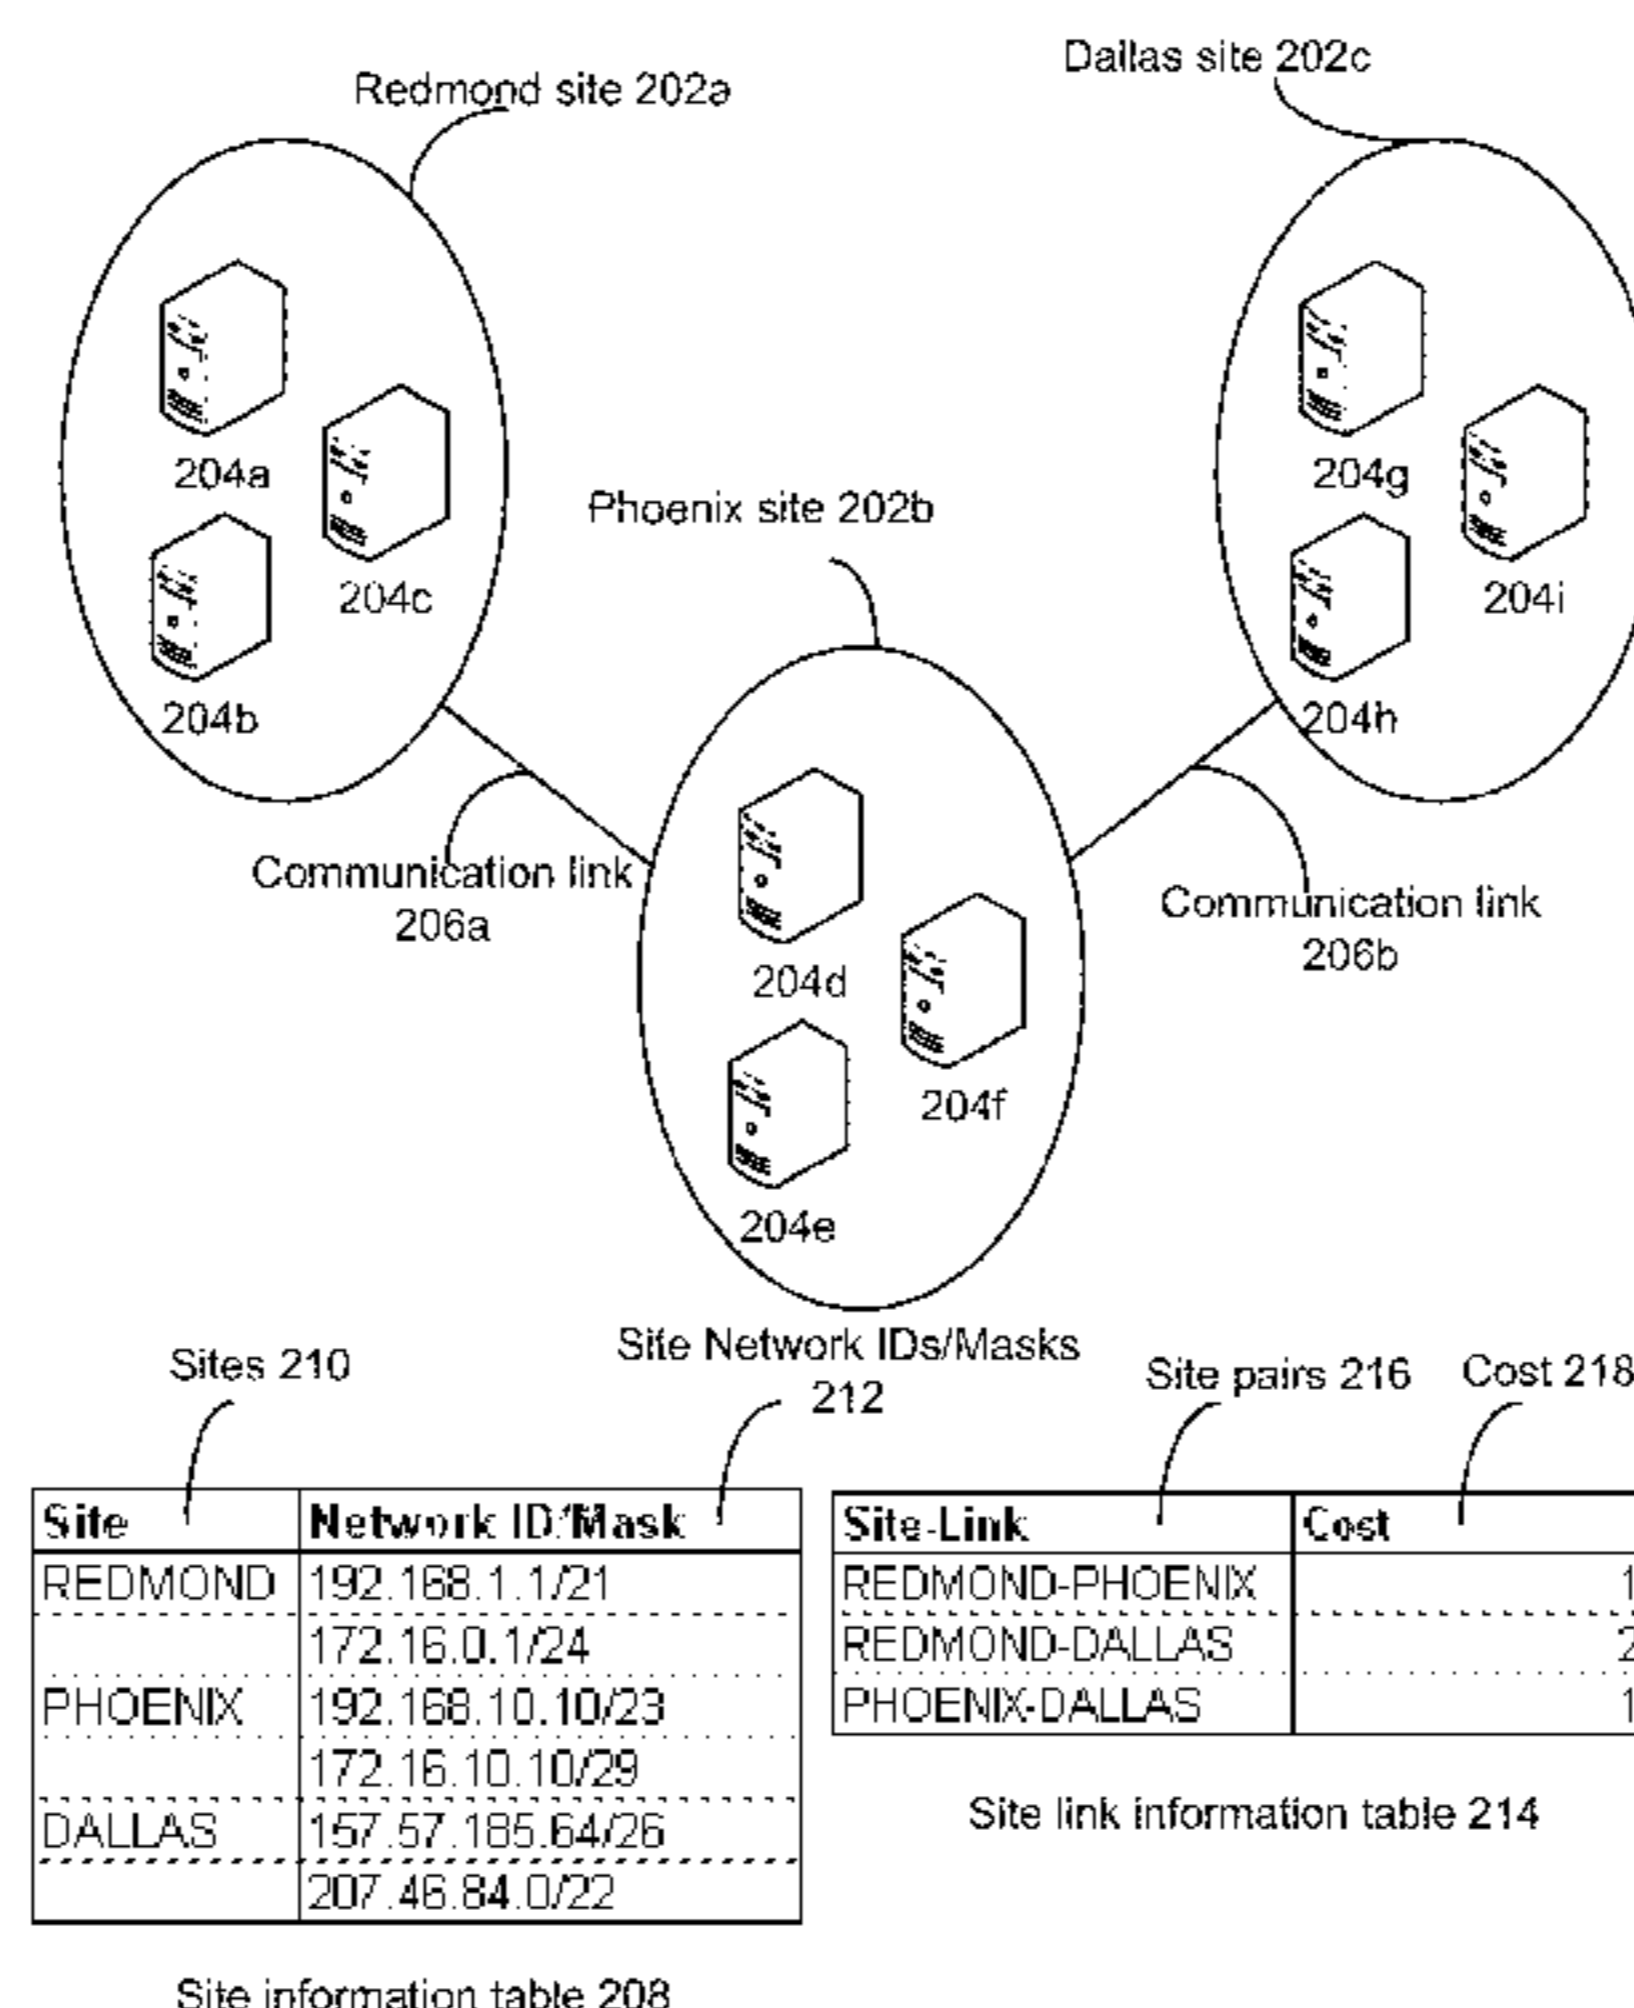 Redmond site 202a
Dallas site 202c
204a
204c
204b
Phoenix site 202b
204g
204i
204h
Communication link
206a
Communication link
206b
204d
204f
204e
Sites 210
Site Network IDs/Masks
212
Site pairs 216
Cost 218
Site Network ID/Mask
REDMOND 192.168.1.1/21
172.16.0.1/24
PHOENIX 192.168.10.10/23
172.16.10.10/29
DALLAS 157.57.185.64/26
207.46.84.0/22
Site information table 208
Site-Link Cost
REDMOND-PHOENIX 1
REDMOND-DALLAS 2
PHOENIX-DALLAS 1
Site link information table 214